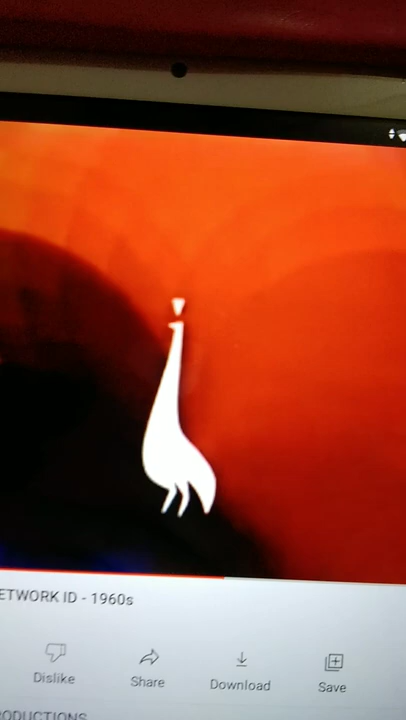 ETWORK ID - 1960s
Dislike
Share
Download
Save
RODUCTIONS